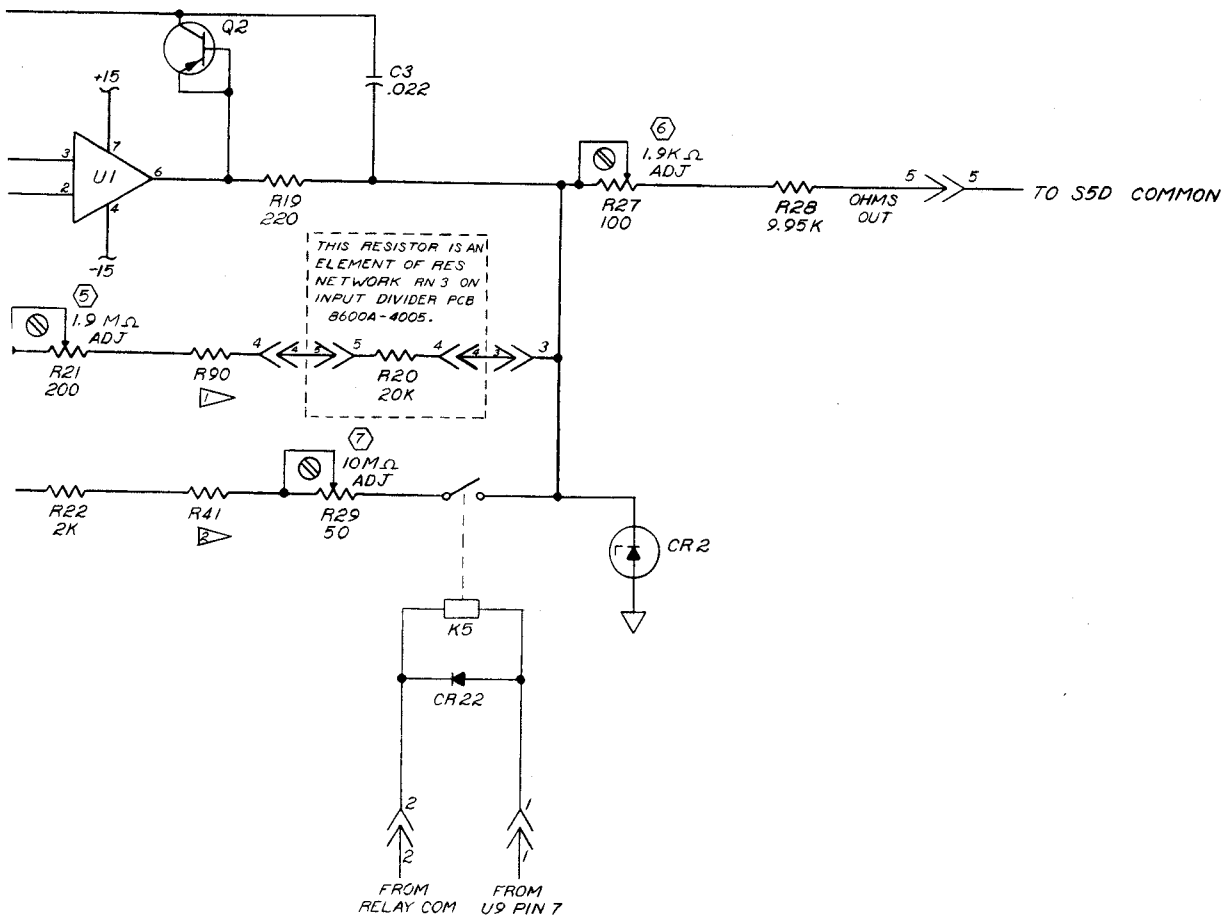 Q2
C3
.022
+15
7
3
U1
6
2
4
-15
R19
220
6
1.9K Ω
ADJ
R27
100
R28
9.95K
OHMS
OUT
5
5
TO S5D COMMON
THIS RESISTOR IS AN
ELEMENT OF RES
NETWORK RN3 ON
INPUT DIVIDER PCB
8600A-4005.
5
1.9 MΩ
ADJ
R21
200
R90
1
4
4
5
5
R20
20K
4
4
3
3
7
10MΩ
ADJ
R22
2K
R41
2
R29
50
CR2
K5
CR22
2
1
2
1
FROM
RELAY COM
FROM
U9 PIN 7